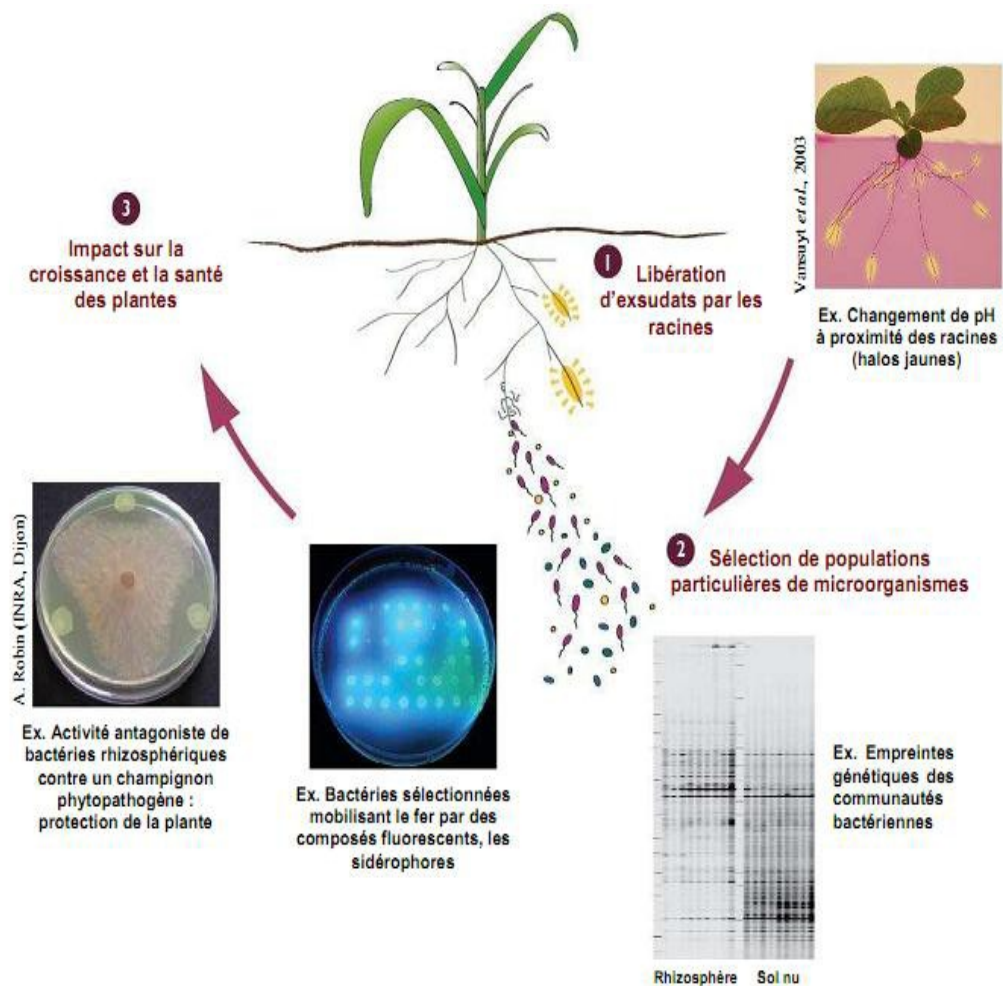 3
Impact sur la
croissance et la santé
des plantes
1
Libération
d'exsudats par les
racines
Vansuyt et al., 2003
Ex. Changement de pH
à proximité des racines
(halos jaunes)
2
Sélection de populations
particulières de microorganismes
A. Robin (INRA, Dijon)
Ex. Activité antagoniste de
bactéries rhizosphériques
contre un champignon
phytopathogène :
protection de la plante
Ex. Bactéries sélectionnées
mobilisant le fer par des
composés fluorescents, les
sidérophores
Ex. Empreintes
génétiques des
communautés
bactériennes
Rhizosphère
Sol nu